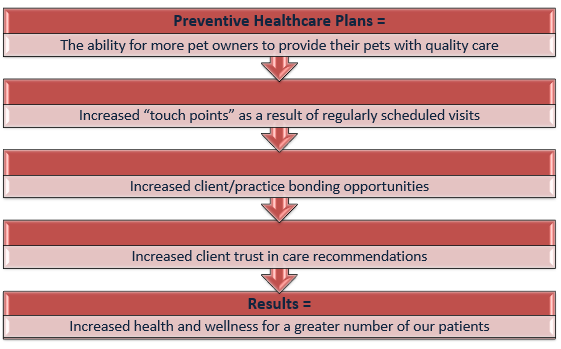 Preventive Healthcare Plans =
The ability for more pet owners to provide their pets with quality care
Increased “touch points” as a result of regularly scheduled visits
Increased client/practice bonding opportunities
Increased client trust in care recommendations
Results =
Increased health and wellness for a greater number of our patients